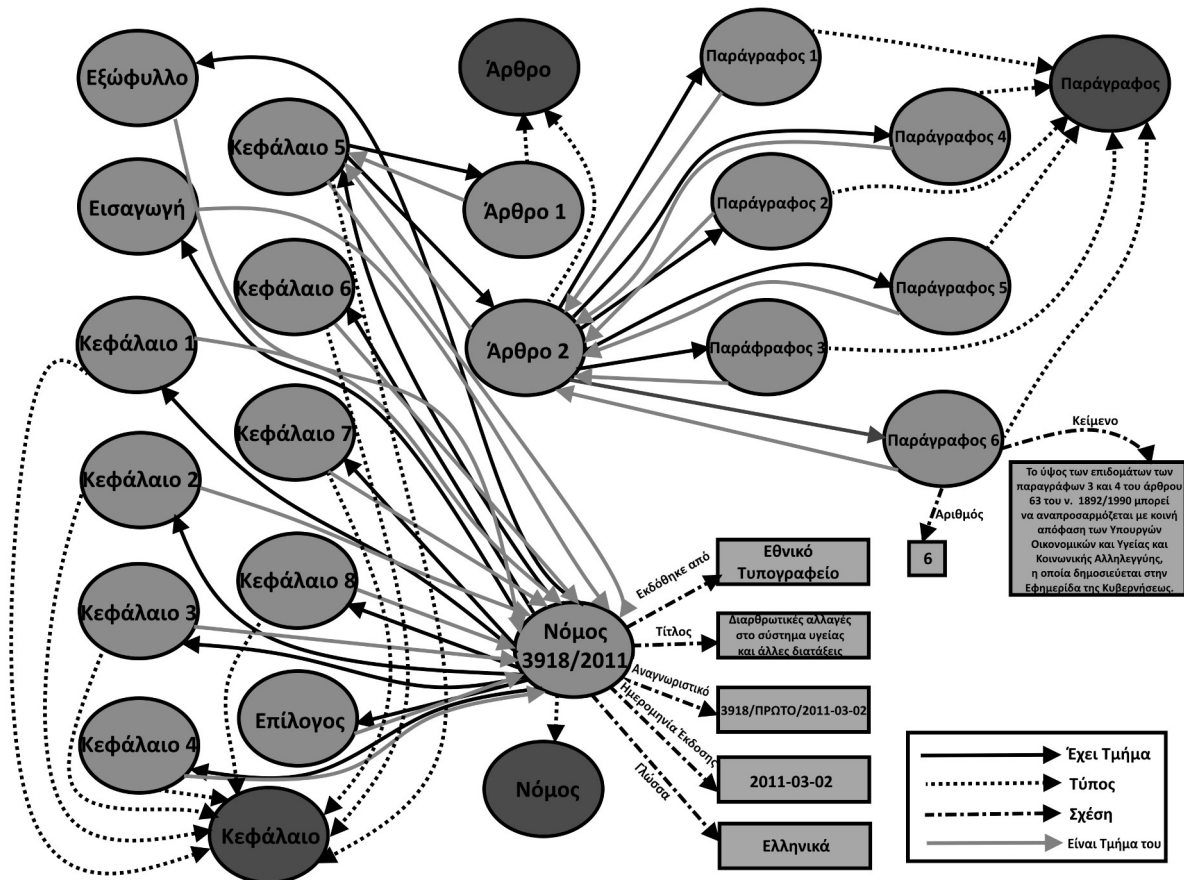 Εξώφυλλο
Εισαγωγή
Κεφάλαιο 1
Κεφάλαιο 2
Κεφάλαιο 3
Κεφάλαιο 4
Κεφάλαιο 5
Κεφάλαιο 6
Κεφάλαιο 7
Κεφάλαιο 8
Επίλογος
Κεφάλαιο
Άρθρο
Άρθρο 1
Άρθρο 2
Νόμος
3918/2011
Νόμος
Παράγραφος 1
Παράγραφος 4
Παράγραφος 2
Παράγραφος 5
Παράφραφος 3
Παράγραφος 6
Παράγραφος
Κείμενο
Το ύψος των επιδομάτων των
παραγράφων 3 και 4 του άρθρου
63 του ν. 1892/1990 μπορεί
να αναπροσαρμόζεται με κοινή
απόφαση των Υπουργών
Οικονομικών και Υγείας και
Κοινωνικής Αλληλεγγύης,
η οποία δημοσιεύεται στην
Εφημερίδα της Κυβερνήσεως.
Αριθμός
6
Εκδόθηκε από
Εθνικό
Τυπογραφείο
Τίτλος
Διαρθρωτικές αλλαγές
στο σύστημα υγείας
και άλλες διατάξεις
Αναγνωριστικό
3918/ΠΡΩΤΟ/2011-03-02
Ημερομηνία Έκδοσης
2011-03-02
Γλώσσα
Ελληνικά
Έχει Τμήμα
Τύπος
Σχέση
Είναι Τμήμα του